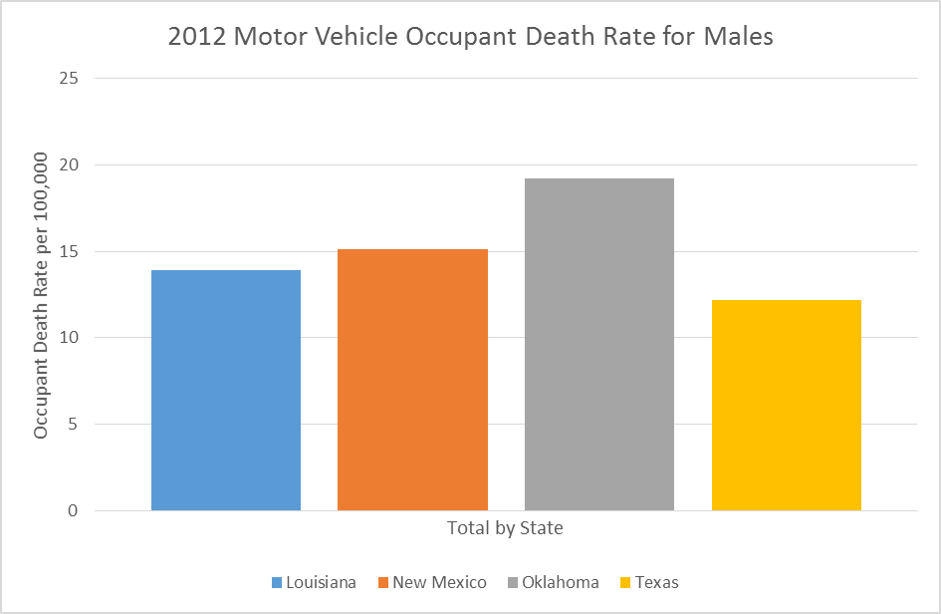 2012 Motor Vehicle Occupant Death Rate for Males
Occupant Death Rate per 100,000
25
20
15
10
5
0
Total by State
Louisiana New Mexico Oklahoma Texas